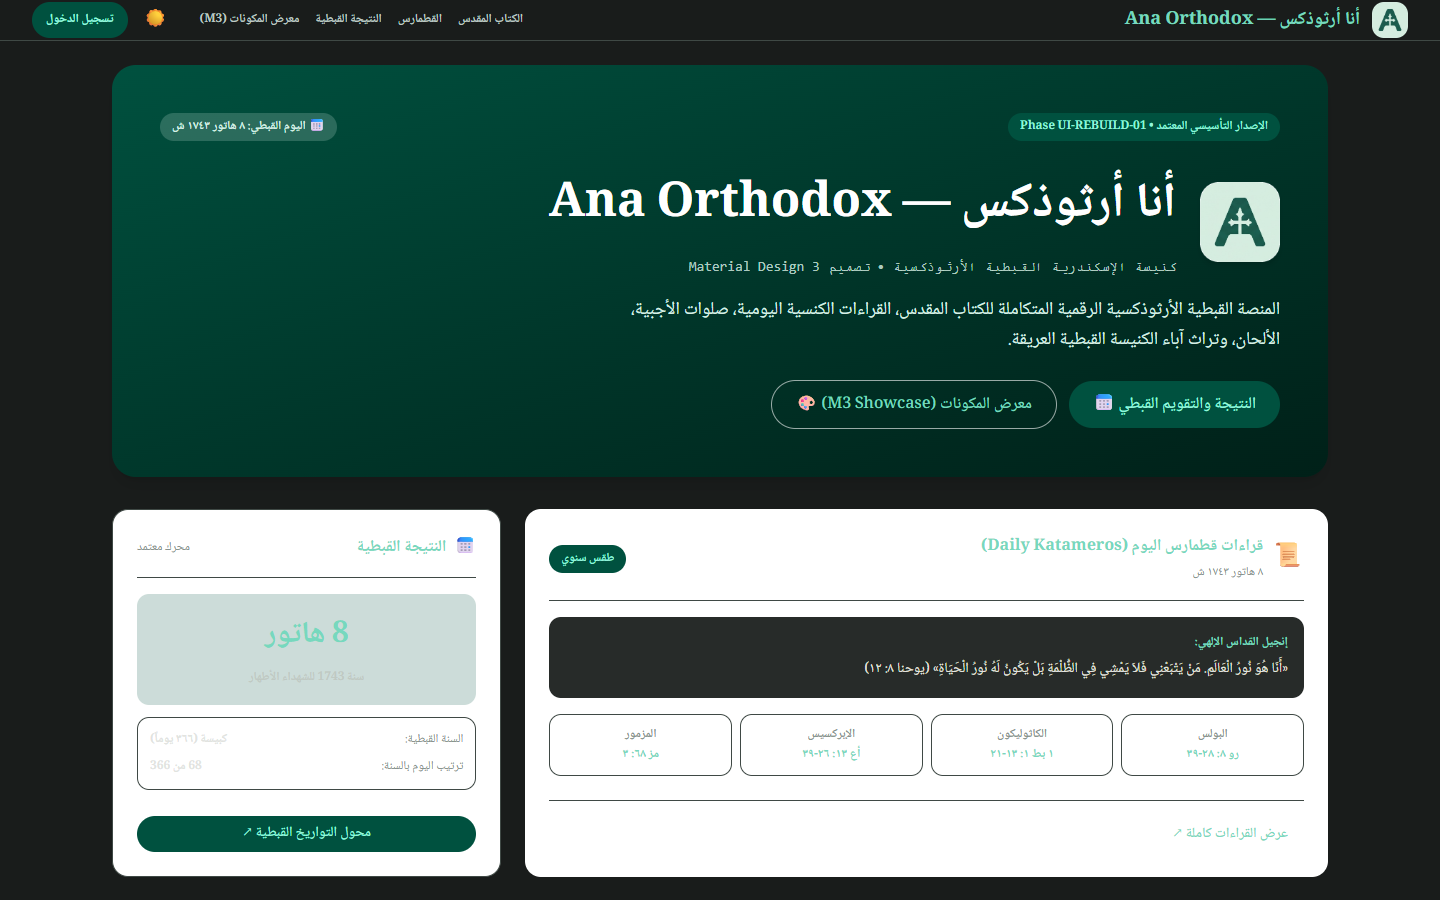 أنا أرثوذكس — Ana Orthodox
الكتاب المقدس
القطمارس
النتيجة القبطية
معرض المكونات (M3)
تسجيل الدخول
الإصدار التأسيسي المعتمد • Phase UI-REBUILD-01
اليوم القبطي: ٨ هاتور ١٧٤٣ ش
أنا أرثوذكس — Ana Orthodox
كنيسة الإسكندرية القبطية الأرثوذكسية • تصميم Material Design 3
المنصة القبطية الأرثوذكسية الرقمية المتكاملة للكتاب المقدس، القراءات الكنسية اليومية، صلوات الأجبية،
الألحان، وتراث آباء الكنيسة القبطية العريقة.
النتيجة والتقويم القبطي
معرض المكونات (M3 Showcase)
قراءات قطمارس اليوم (Daily Katameros)
٨ هاتور ١٧٤٣ ش
طقس سنوي
إنجيل القداس الإلهي:
«أَنَا هُوَ نُورُ الْعَالَمِ. مَنْ يَتْبَعْنِي فَلاَ يَمْشِي فِي الظُّلْمَةِ بَلْ يَكُونُ لَهُ نُورُ الْحَيَاةِ» (يوحنا ٨: ١٢)
البولس
رو ٨: ٢٨-٣٩
الكاثوليكون
١ بط ١: ١٣-٢١
الإبركسيس
أع ١٣: ٢٦-٣٩
المزمور
مز ٦٨: ٣
عرض القراءات كاملة ↗
النتيجة القبطية
محرك معتمد
8 هاتور
سنة 1743 للشهداء الأطهار
السنة القبطية:
كبيسة (٣٦٦ يوماً)
ترتيب اليوم بالسنة:
68 من 366
محول التواريخ القبطية ↗